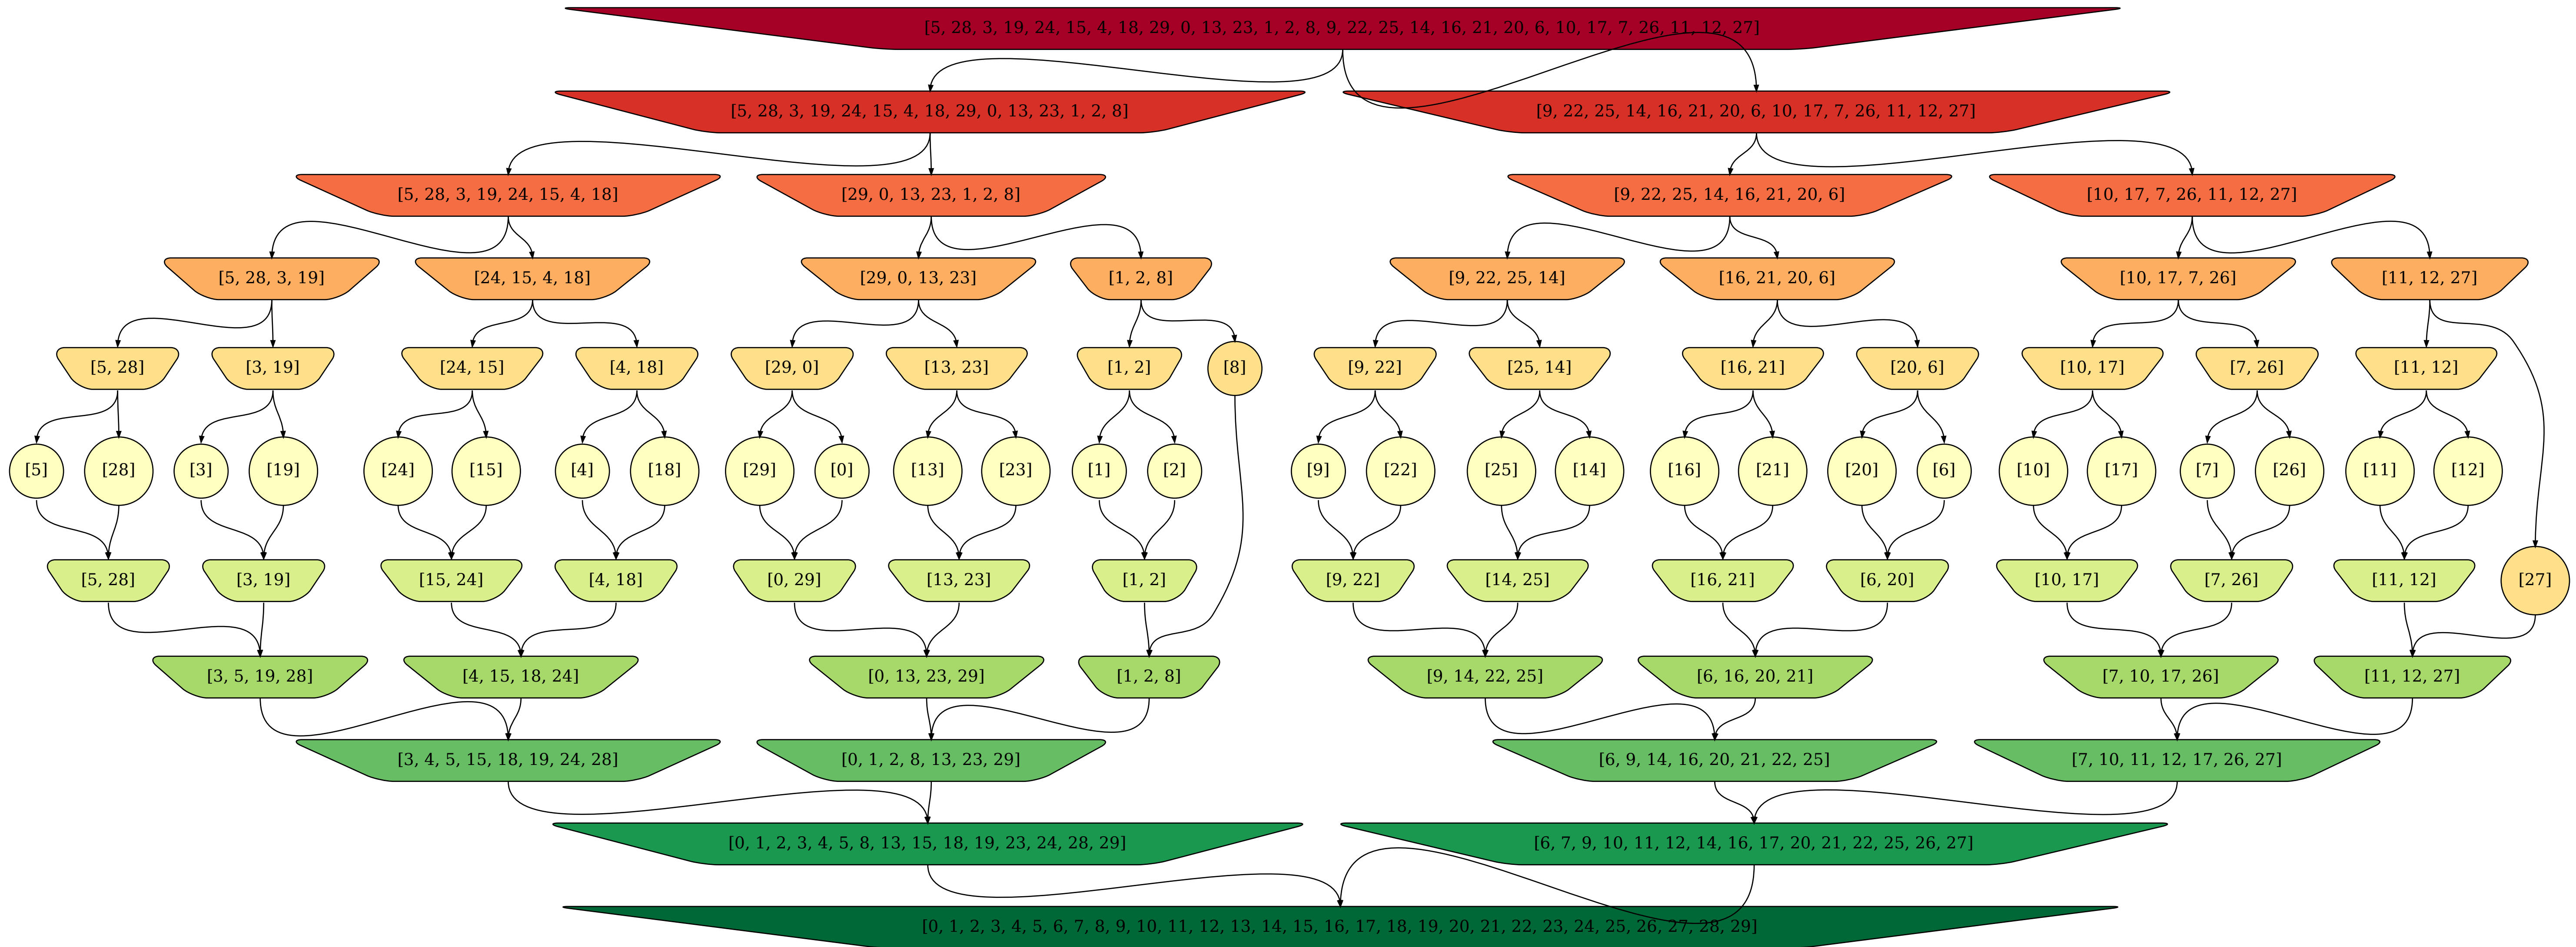 [5, 28, 3, 19, 24, 15, 4, 18, 29, 0, 13, 23, 1, 2, 8, 9, 22, 25, 14, 16, 21, 20, 6, 10, 17, 7, 26, 11, 12, 27]
[5, 28, 3, 19, 24, 15, 4, 18, 29, 0, 13, 23, 1, 2, 8]
[9, 22, 25, 14, 16, 21, 20, 6, 10, 17, 7, 26, 11, 12, 27]
[5, 28, 3, 19, 24, 15, 4, 18]
[29, 0, 13, 23, 1, 2, 8]
[9, 22, 25, 14, 16, 21, 20, 6]
[10, 17, 7, 26, 11, 12, 27]
[5, 28, 3, 19]
[24, 15, 4, 18]
[29, 0, 13, 23]
[1, 2, 8]
[9, 22, 25, 14]
[16, 21, 20, 6]
[10, 17, 7, 26]
[11, 12, 27]
[5, 28]
[3, 19]
[24, 15]
[4, 18]
[29, 0]
[13, 23]
[1, 2]
[8]
[9, 22]
[25, 14]
[16, 21]
[20, 6]
[10, 17]
[7, 26]
[11, 12]
[5]
[28]
[3]
[19]
[24]
[15]
[4]
[18]
[29]
[0]
[13]
[23]
[1]
[2]
[9]
[22]
[25]
[14]
[16]
[21]
[20]
[6]
[10]
[17]
[7]
[26]
[11]
[12]
[5, 28]
[3, 19]
[15, 24]
[4, 18]
[0, 29]
[13, 23]
[1, 2]
[9, 22]
[14, 25]
[16, 21]
[6, 20]
[10, 17]
[7, 26]
[11, 12]
[27]
[3, 5, 19, 28]
[4, 15, 18, 24]
[0, 13, 23, 29]
[1, 2, 8]
[9, 14, 22, 25]
[6, 16, 20, 21]
[7, 10, 17, 26]
[11, 12, 27]
[3, 4, 5, 15, 18, 19, 24, 28]
[0, 1, 2, 8, 13, 23, 29]
[6, 9, 14, 16, 20, 21, 22, 25]
[7, 10, 11, 12, 17, 26, 27]
[0, 1, 2, 3, 4, 5, 8, 13, 15, 18, 19, 23, 24, 28, 29]
[6, 7, 9, 10, 11, 12, 14, 16, 17, 20, 21, 22, 25, 26, 27]
[0, 1, 2, 3, 4, 5, 6, 7, 8, 9, 10, 11, 12, 13, 14, 15, 16, 17, 18, 19, 20, 21, 22, 23, 24, 25, 26, 27, 28, 29]